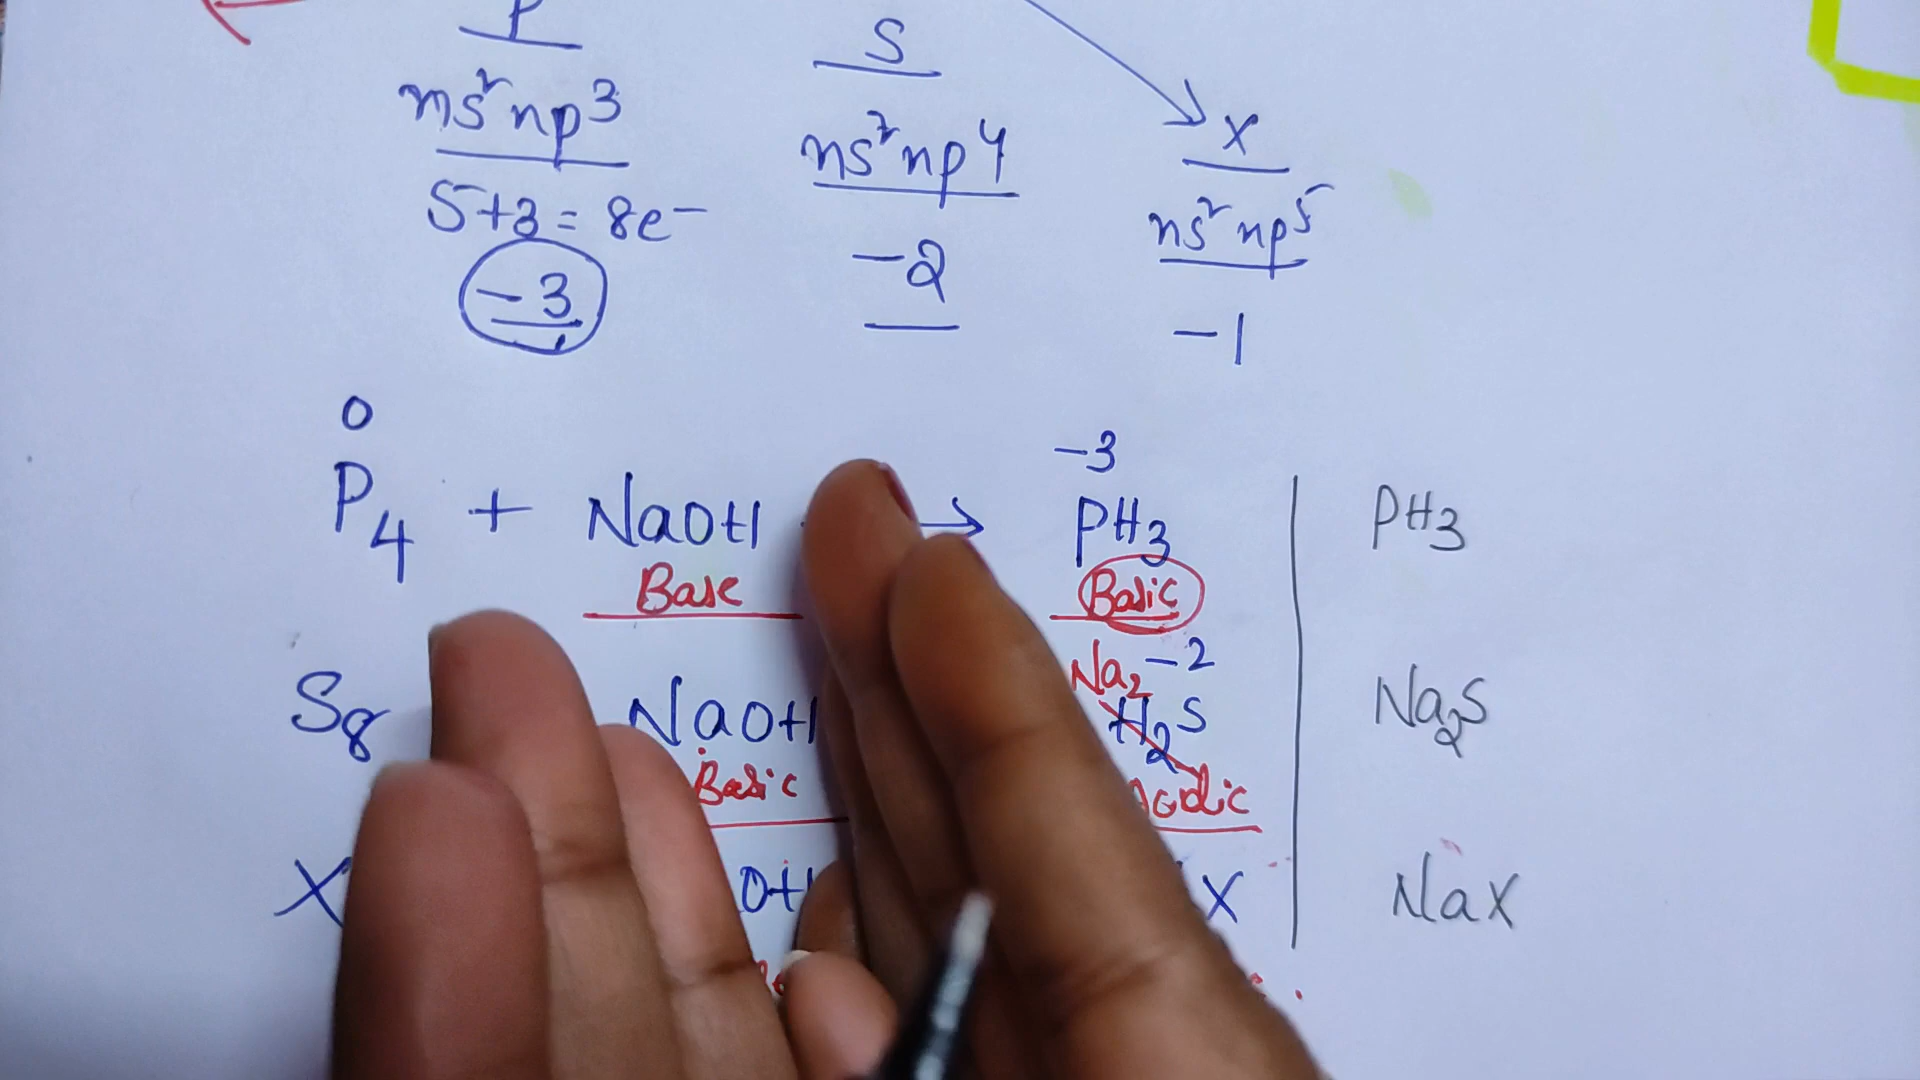 P S
ns²np³ ns²np⁴ X
5+3 = 8e⁻ ns²np⁵
-3 -2 -1
0 -3
P₄ + NaOH → PH₃ PH₃
Base Basic
Na₂ -2
S₈ NaOH H₂S Na₂S
Basic Acidic
X OH X NaX